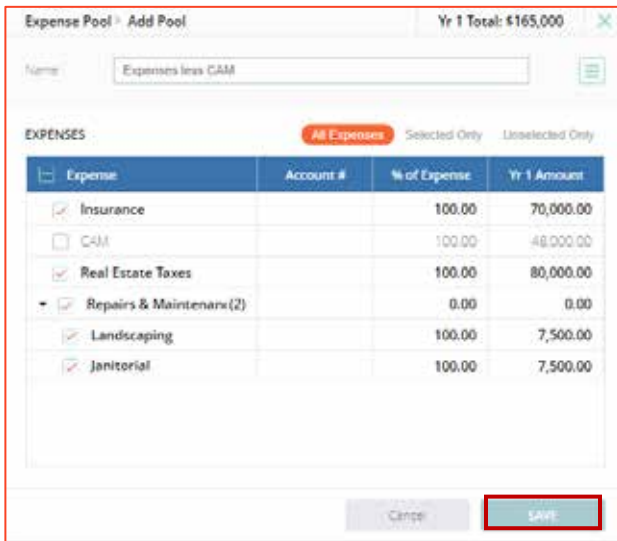 Expense Pool > Add Pool Yr 1 Total: $165,000
Name Expenses less CAM
EXPENSES All Expenses Selected Only Unselected Only
Expense Account # % of Expense Yr 1 Amount
Insurance 100.00 70,000.00
CAM 100.00 48,000.00
Real Estate Taxes 100.00 80,000.00
Repairs & Maintenanc(2) 0.00 0.00
Landscaping 100.00 7,500.00
Janitorial 100.00 7,500.00
Cancel SAVE